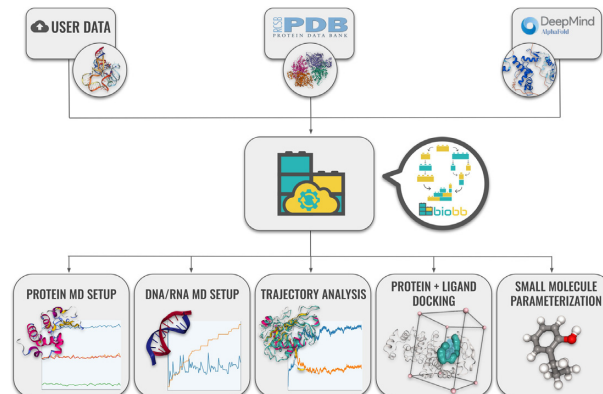 USER DATA
RCSB
PDB
PROTEIN DATA BANK
DeepMind
AlphaFold
biobb
PROTEIN MD SETUP
DNA/RNA MD SETUP
TRAJECTORY ANALYSIS
PROTEIN + LIGAND
DOCKING
SMALL MOLECULE
PARAMETERIZATION